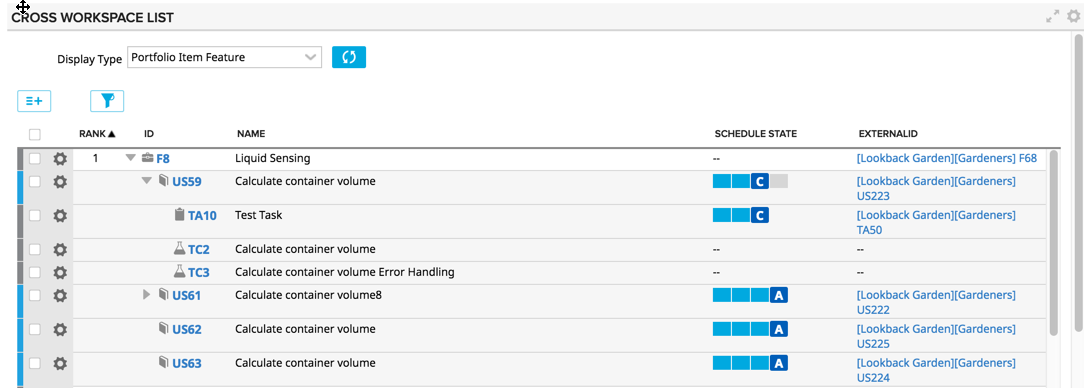 CROSS WORKSPACE LIST
Display Type Portfolio Item Feature
RANK ID NAME SCHEDULE STATE EXTERNALID
1 F8 Liquid Sensing -- [Lookback Garden][Gardeners] F68
US59 Calculate container volume C [Lookback Garden][Gardeners]
US223
TA10 Test Task C [Lookback Garden][Gardeners]
TA50
TC2 Calculate container volume -- --
TC3 Calculate container volume Error Handling -- --
US61 Calculate container volume8 A [Lookback Garden][Gardeners]
US222
US62 Calculate container volume A [Lookback Garden][Gardeners]
US225
US63 Calculate container volume A [Lookback Garden][Gardeners]
US224